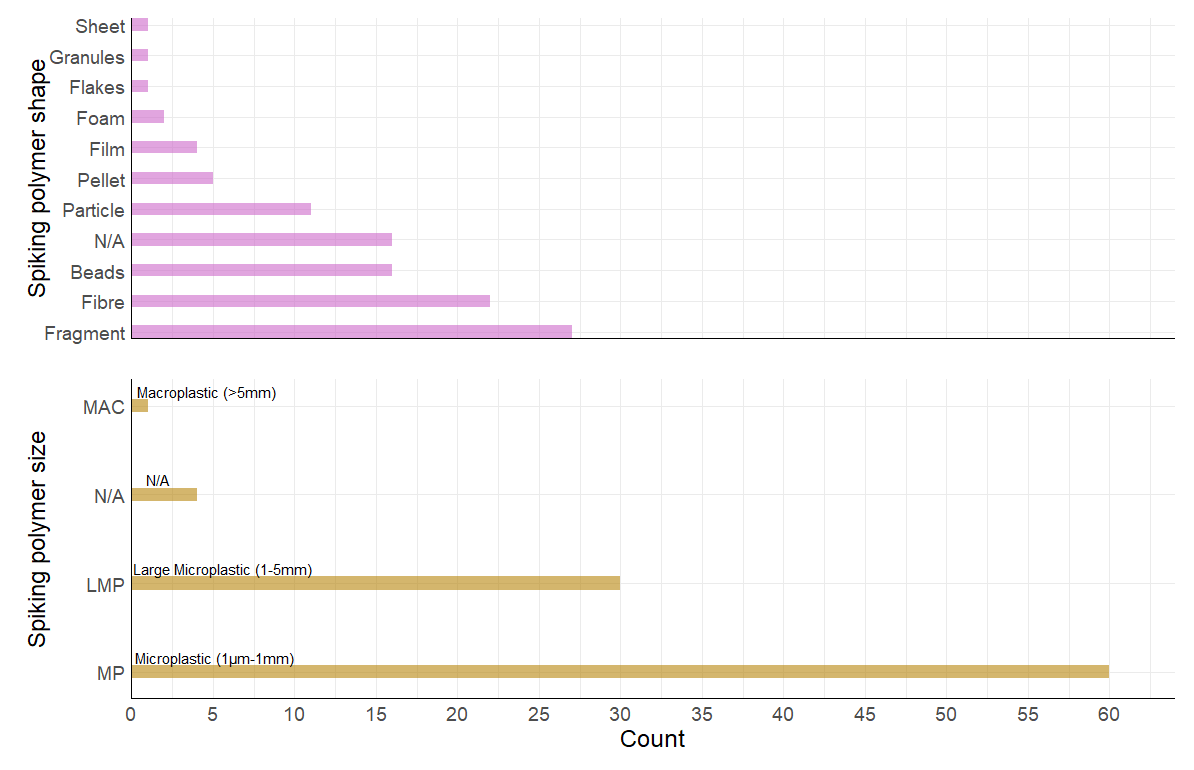 Spiking polymer shape
Sheet
Granules
Flakes
Foam
Film
Pellet
Particle
N/A
Beads
Fibre
Fragment
Spiking polymer size
MAC
Macroplastic (>5mm)
N/A
N/A
LMP
Large Microplastic (1-5mm)
MP
Microplastic (1µm-1mm)
0 5 10 15 20 25 30 35 40 45 50 55 60
Count